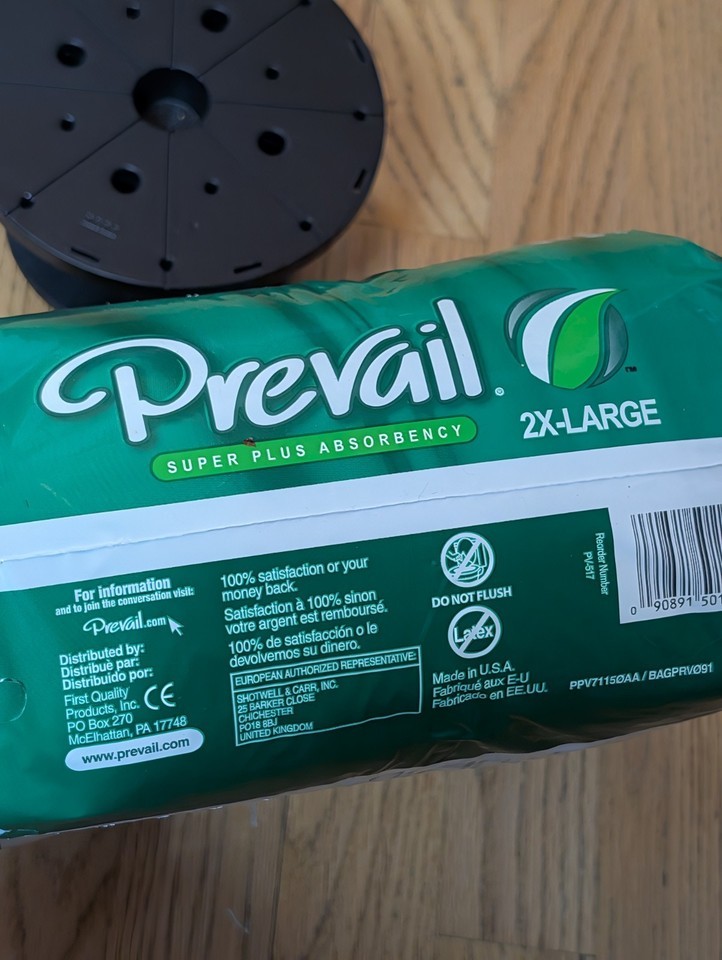 Prevail®
SUPER PLUS ABSORBENCY
TM
2X-LARGE
For information
and to join the conversation visit:
Prevail.com
Distributed by:
Distribué par:
Distribuido por:
First Quality
Products, Inc. CE
PO Box 270
McElhattan, PA 17748
www.prevail.com
100% satisfaction or your
money back.
Satisfaction à 100% sinon
votre argent est remboursé.
100% de satisfacción o le
devolvemos su dinero.
EUROPEAN AUTHORIZED REPRESENTATIVE:
SHOTWELL & CARR, INC.
25 BARKER CLOSE
CHICHESTER
PO18 8BJ
UNITED KINGDOM
DO NOT FLUSH
Latex
Made in U.S.A.
Fabriqué aux E-U
Fabricado en EE.UU.
Reorder Number
PV-517
0 90891 501
PPV7115ØAA / BAGPRVØ91